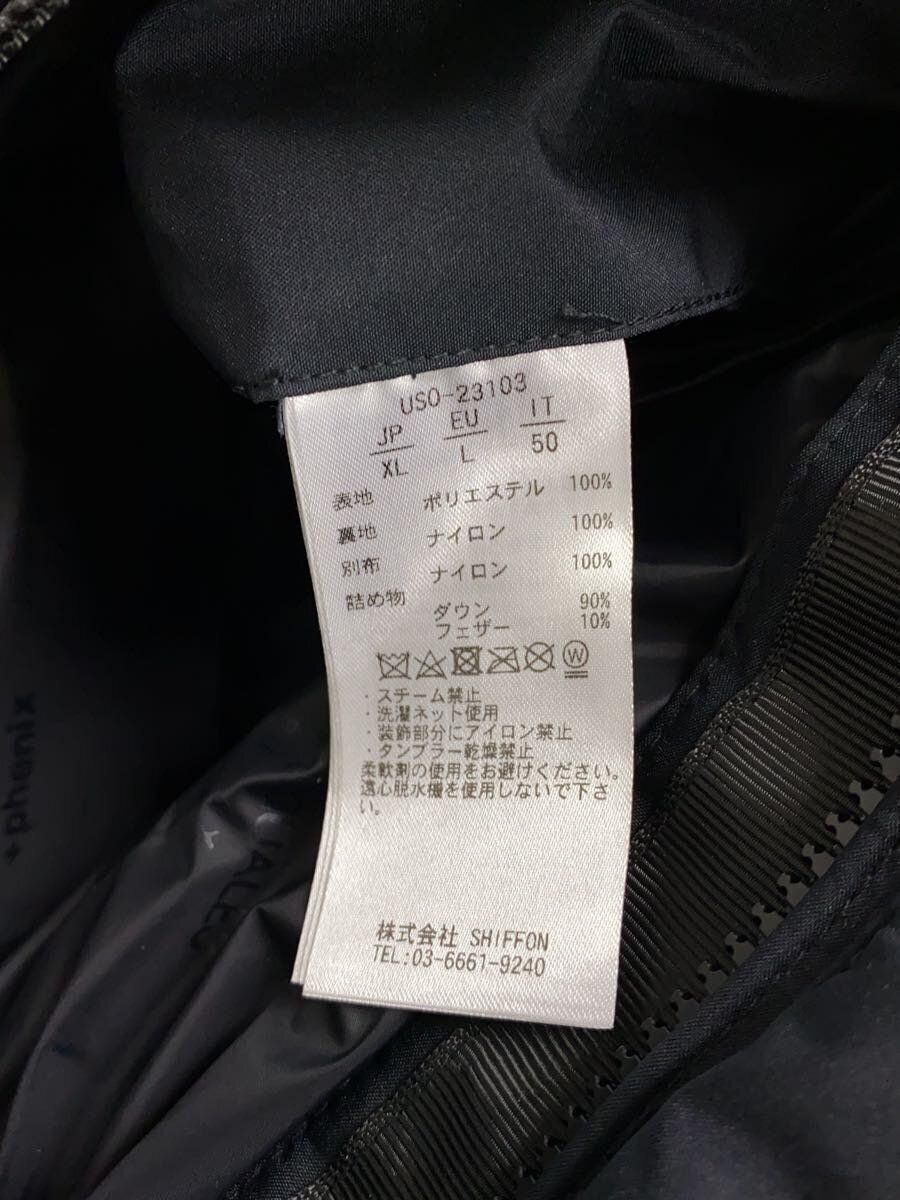 USO-23103
JP EU IT
XL L 50
表地 ポリエステル 100%
裏地 ナイロン 100%
別布 ナイロン 100%
詰め物 ダウン 90%
フェザー 10%
W
・スチーム禁止
・洗濯ネット使用
・装飾部分にアイロン禁止
・タンブラー乾燥禁止
柔軟剤の使用をお避けください。
遠心脱水機を使用しないで下さ
い。
株式会社 SHIFFON
TEL:03-6661-9240
+phenix